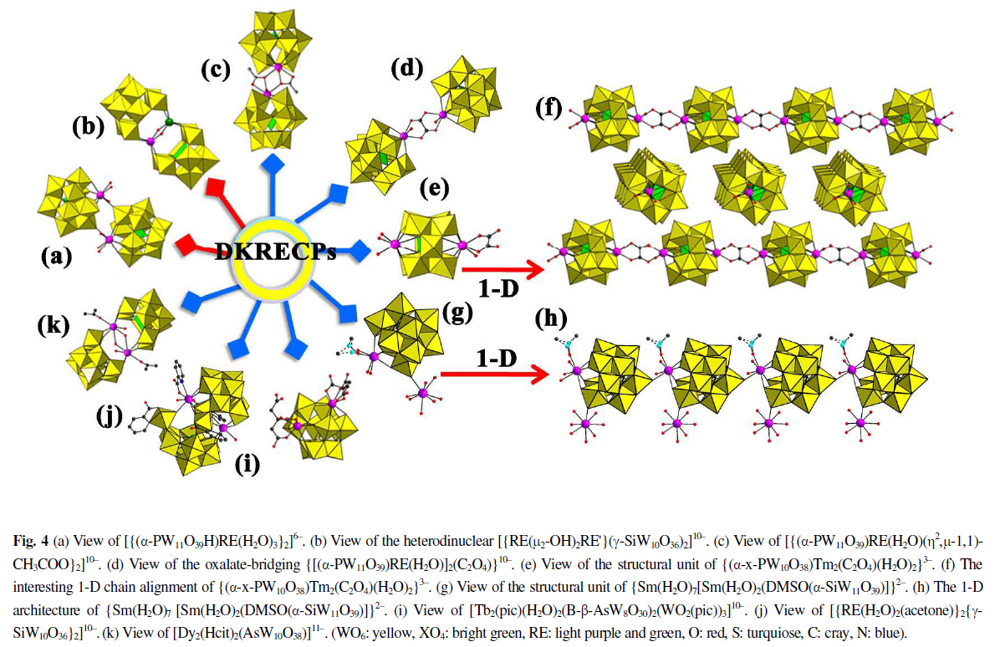 (c)
(d)
(b)
(f)
(e)
(a)
DKRECPs
1-D
(k)
(g)
(h)
1-D
(j)
(i)
Fig. 4 (a) View of [{(α-PW₁₁O₃₉H)RE(H₂O)₃}₂]⁶⁻. (b) View of the heterodinuclear [{RE(μ₂-OH)₂RE'}(γ-SiW₁₀O₃₆)₂]¹⁰⁻. (c) View of [{(α-PW₁₁O₃₉)RE(H₂O)(η²,μ-1,1)-
CH₃COO}₂]¹⁰⁻. (d) View of the oxalate-bridging {[(α-PW₁₁O₃₉)RE(H₂O)]₂(C₂O₄)}¹⁰⁻. (e) View of the structural unit of {(α-x-PW₁₀O₃₈)Tm₂(C₂O₄)(H₂O)₂}³⁻. (f) The
interesting 1-D chain alignment of {(α-x-PW₁₀O₃₈)Tm₂(C₂O₄)(H₂O)₂}³⁻. (g) View of the structural unit of {Sm(H₂O)₇[Sm(H₂O)₂(DMSO(α-SiW₁₁O₃₉)]}²⁻. (h) The 1-D
architecture of {Sm(H₂O)₇ [Sm(H₂O)₂(DMSO(α-SiW₁₁O₃₉)]}²⁻. (i) View of [Tb₂(pic)(H₂O)₂(B-β-AsW₈O₃₀)₂(WO₂(pic))₃]¹⁰⁻. (j) View of [{RE(H₂O)₂(acetone)}₂{γ-
SiW₁₀O₃₆}₂]¹⁰⁻. (k) View of [Dy₂(Hcit)₂(AsW₁₀O₃₈)]¹¹⁻. (WO₆: yellow, XO₄: bright green, RE: light purple and green, O: red, S: turquiose, C: cray, N: blue).